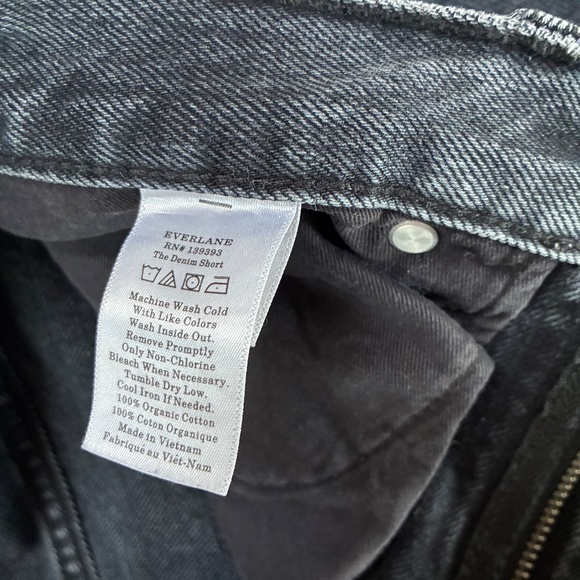 EVERLANE
RN# 139393
The Denim Short
Machine Wash Cold
With Like Colors
Wash Inside Out.
Remove Promptly
Only Non-Chlorine
Bleach When Necessary.
Tumble Dry Low.
Cool Iron If Needed.
100% Organic Cotton
100% Coton Organique
Made in Vietnam
Fabriqué au Viêt-Nam